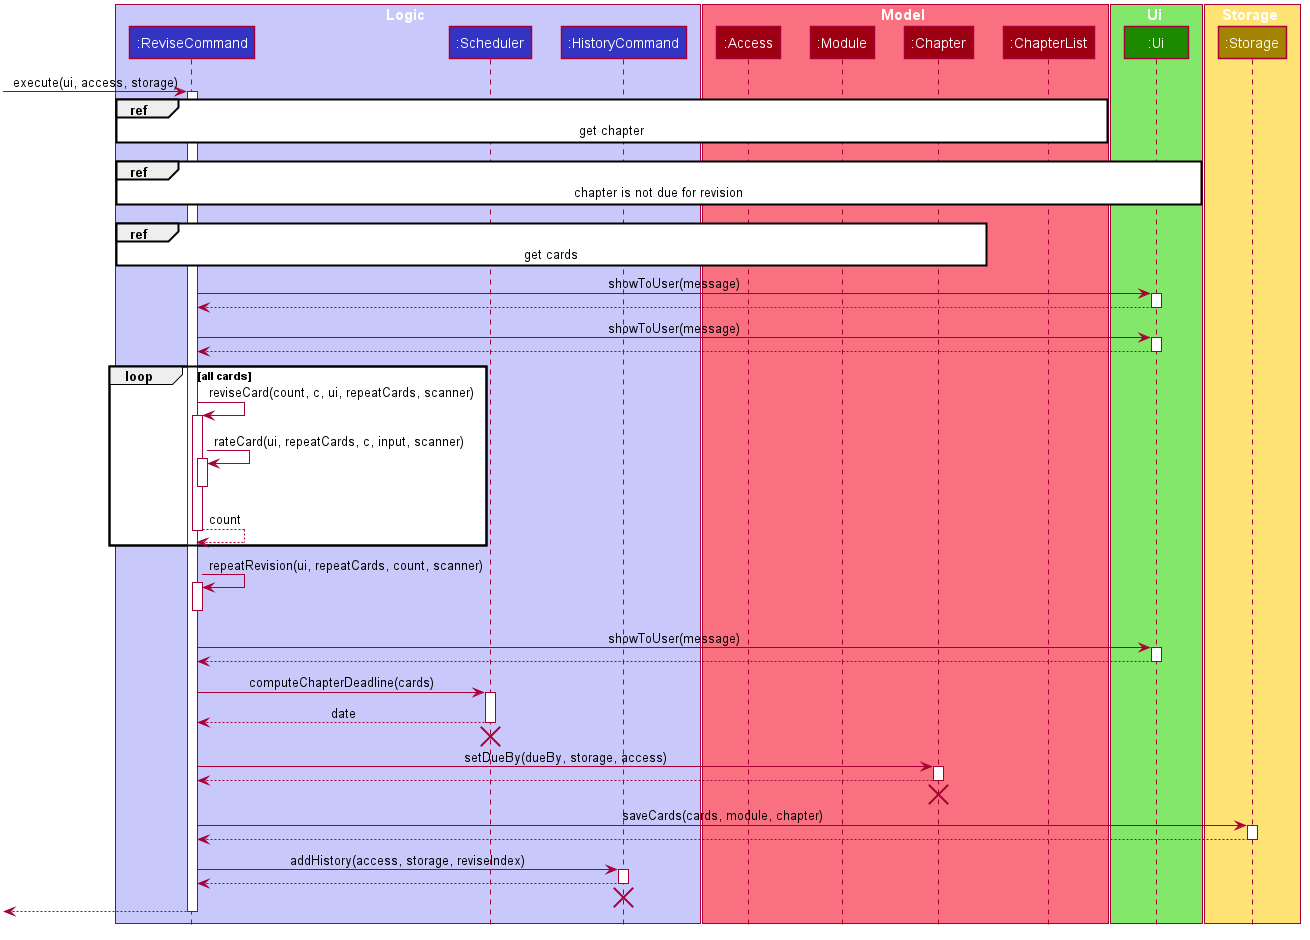 Logic
Model
Ui
Storage
:ReviseCommand
:Scheduler
:HistoryCommand
:Access
:Module
:Chapter
:ChapterList
:Ui
:Storage
execute(ui, access, storage)
ref
get chapter
ref
chapter is not due for revision
ref
get cards
showToUser(message)
showToUser(message)
loop
[all cards]
reviseCard(count, c, ui, repeatCards, scanner)
rateCard(ui, repeatCards, c, input, scanner)
count
repeatRevision(ui, repeatCards, count, scanner)
showToUser(message)
computeChapterDeadline(cards)
date
setDueBy(dueBy, storage, access)
saveCards(cards, module, chapter)
addHistory(access, storage, reviseIndex)